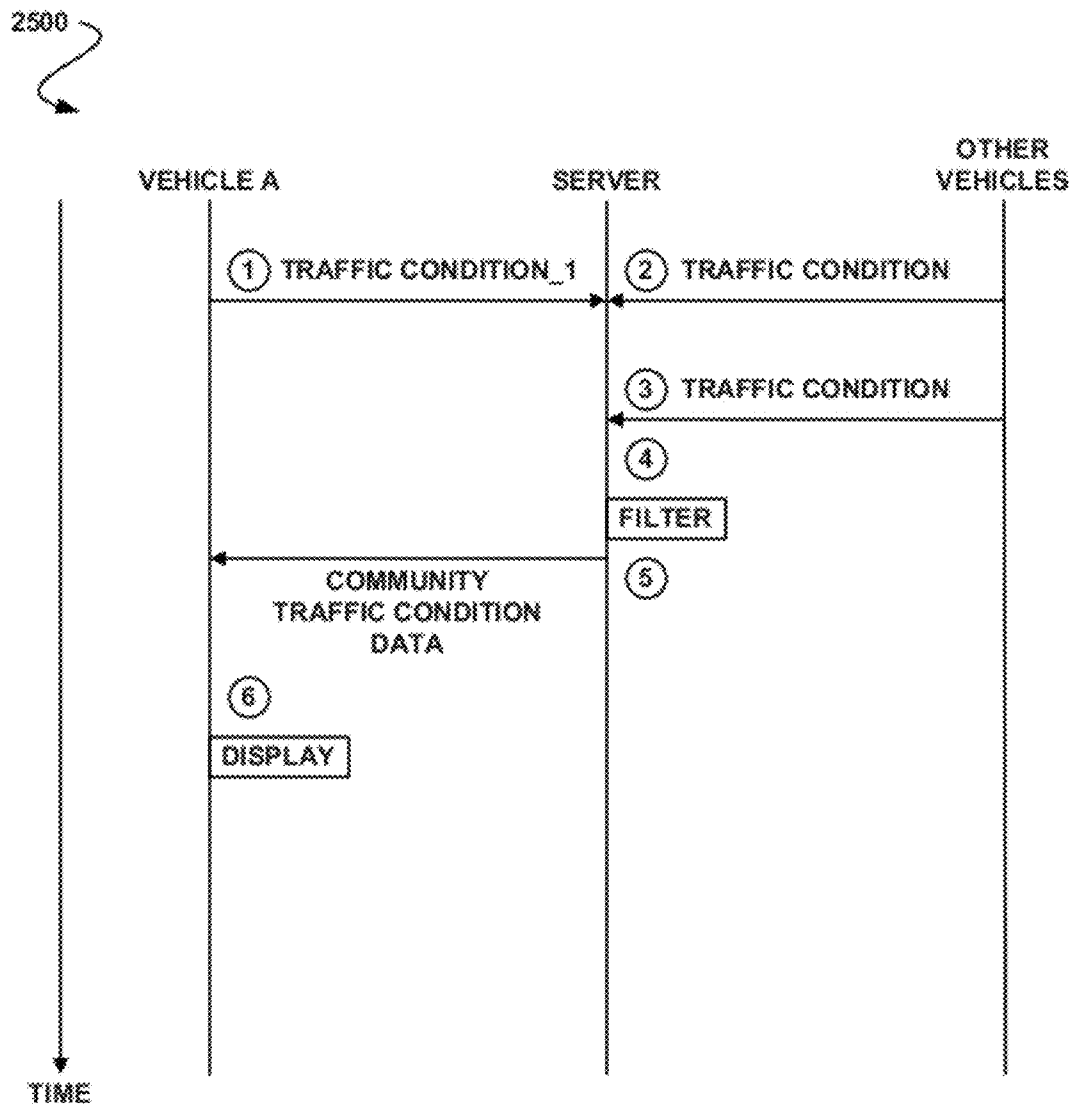 2500
VEHICLE A
SERVER
OTHER
VEHICLES
1 TRAFFIC CONDITION_1
2 TRAFFIC CONDITION
3 TRAFFIC CONDITION
4
FILTER
COMMUNITY
TRAFFIC CONDITION
DATA
5
6
DISPLAY
TIME